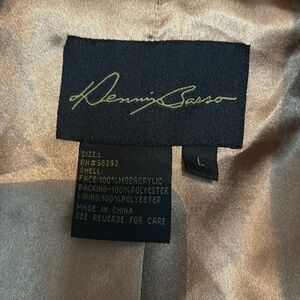 Dennis Basso
L
SIZE:L
RN#98393
SHELL:
FACE:100%MODACRYLIC
BACKING-100%POLYESTER
LINING:100%POLYESTER
MADE IN CHINA
SEE REVERSE FOR CARE